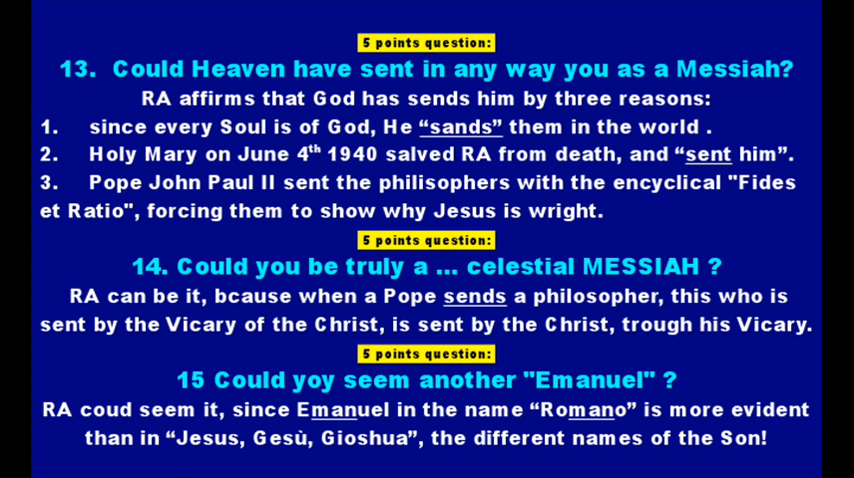 5 points question:
13. Could Heaven have sent in any way you as a Messiah?
RA affirms that God has sends him by three reasons:
1. since every Soul is of God, He “sands” them in the world .
2. Holy Mary on June 4th 1940 salved RA from death, and “sent him”.
3. Pope John Paul II sent the philisophers with the encyclical "Fides
et Ratio", forcing them to show why Jesus is wright.
5 points question:
14. Could you be truly a ... celestial MESSIAH ?
RA can be it, bcause when a Pope sends a philosopher, this who is
sent by the Vicary of the Christ, is sent by the Christ, trough his Vicary.
5 points question:
15 Could yoy seem another "Emanuel" ?
RA coud seem it, since Emanuel in the name “Romano” is more evident
than in “Jesus, Gesù, Gioshua”, the different names of the Son!